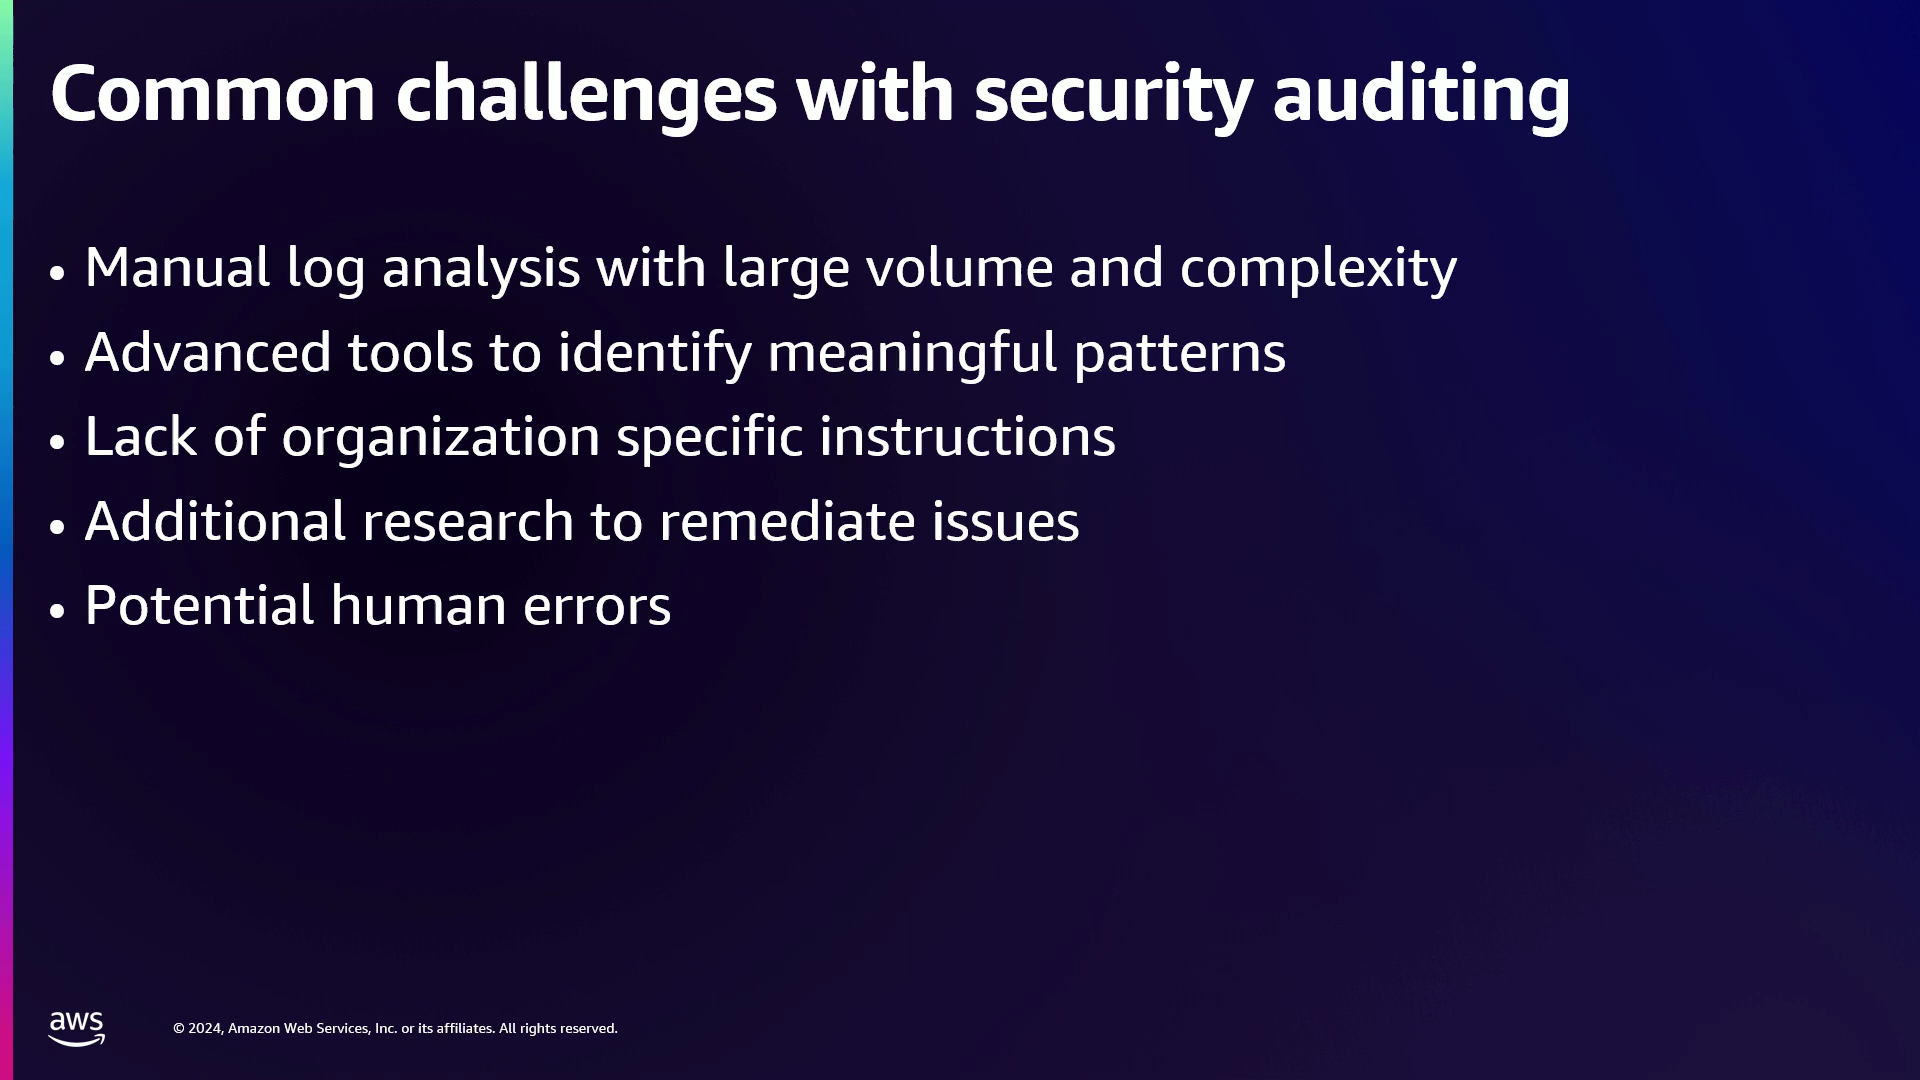 Common challenges with security auditing
• Manual log analysis with large volume and complexity
• Advanced tools to identify meaningful patterns
• Lack of organization specific instructions
• Additional research to remediate issues
• Potential human errors
aws
© 2024, Amazon Web Services, Inc. or its affiliates. All rights reserved.